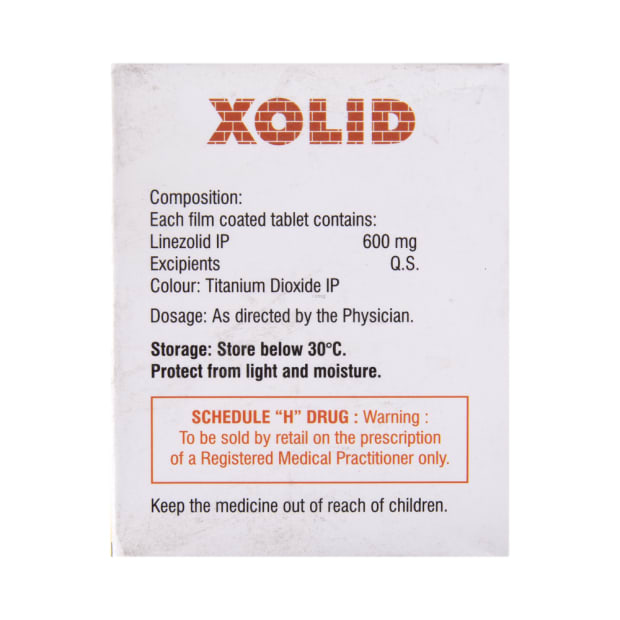 XOLID
Composition:
Each film coated tablet contains:
Linezolid IP 600 mg
Excipients Q.S.
Colour: Titanium Dioxide IP
Dosage: As directed by the Physician.
Storage: Store below 30°C.
Protect from light and moisture.
SCHEDULE “H” DRUG : Warning :
To be sold by retail on the prescription
of a Registered Medical Practitioner only.
Keep the medicine out of reach of children.